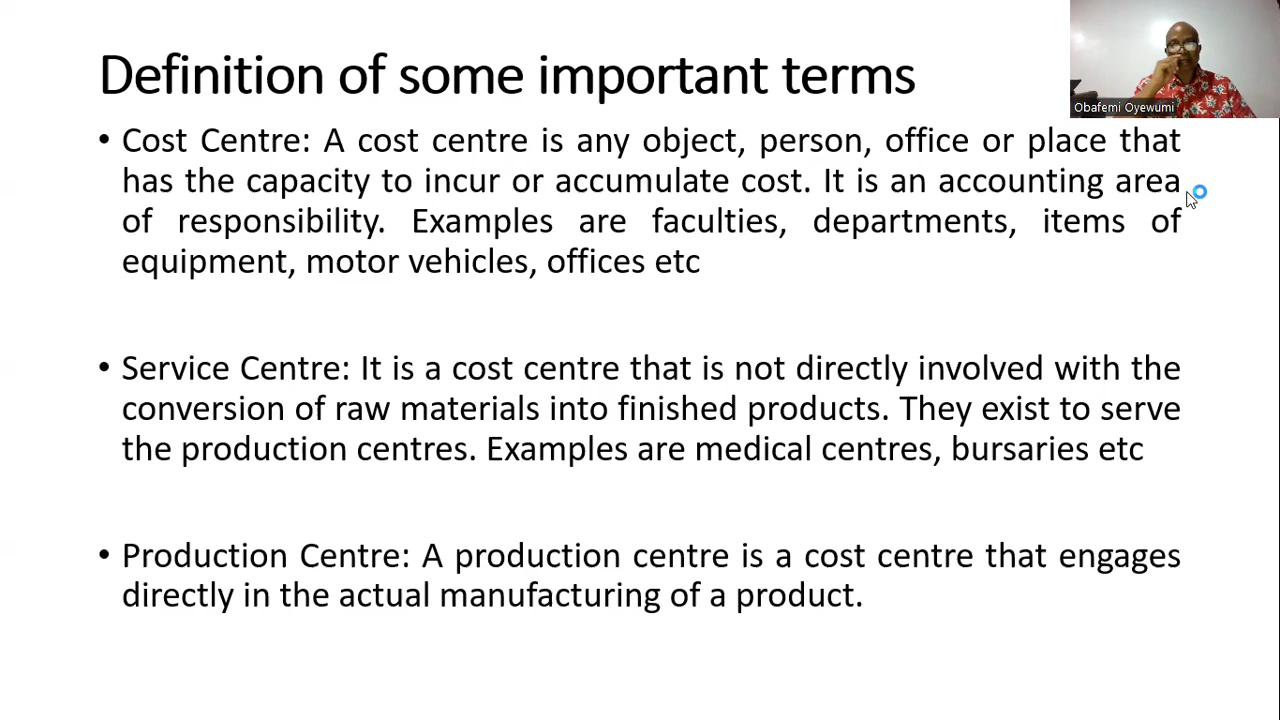 Definition of some important terms
Obafemi Oyewumi
• Cost Centre: A cost centre is any object, person, office or place that
has the capacity to incur or accumulate cost. It is an accounting area
of responsibility. Examples are faculties, departments, items of
equipment, motor vehicles, offices etc
• Service Centre: It is a cost centre that is not directly involved with the
conversion of raw materials into finished products. They exist to serve
the production centres. Examples are medical centres, bursaries etc
• Production Centre: A production centre is a cost centre that engages
directly in the actual manufacturing of a product.